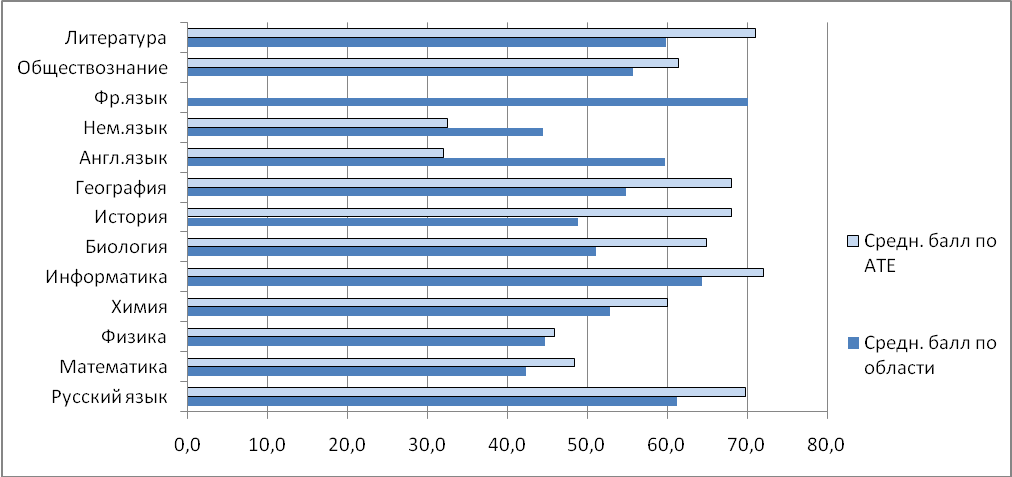 Литература
Обществознание
Фр.язык
Нем.язык
Англ.язык
География
История
Биология
Информатика
Химия
Физика
Математика
Русский язык
0,0 10,0 20,0 30,0 40,0 50,0 60,0 70,0 80,0
Средн. балл по
АТЕ
Средн. балл по
области